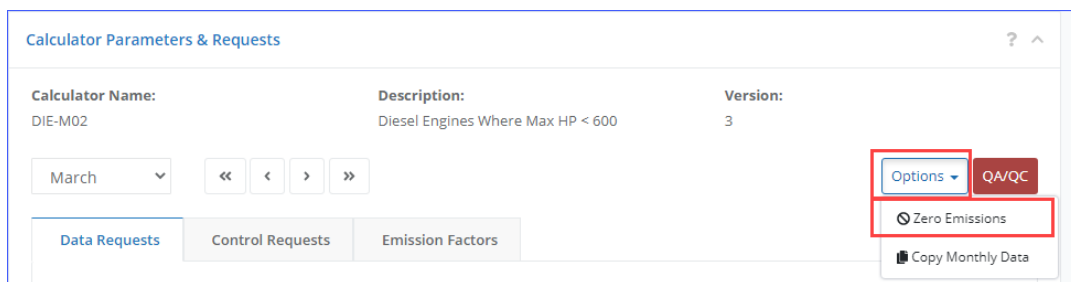 Calculator Parameters & Requests ?
Calculator Name: Description: Version:
DIE-M02 Diesel Engines Where Max HP < 600 3
March « ‹ › » Options QA/QC
Zero Emissions
Data Requests Control Requests Emission Factors
Copy Monthly Data